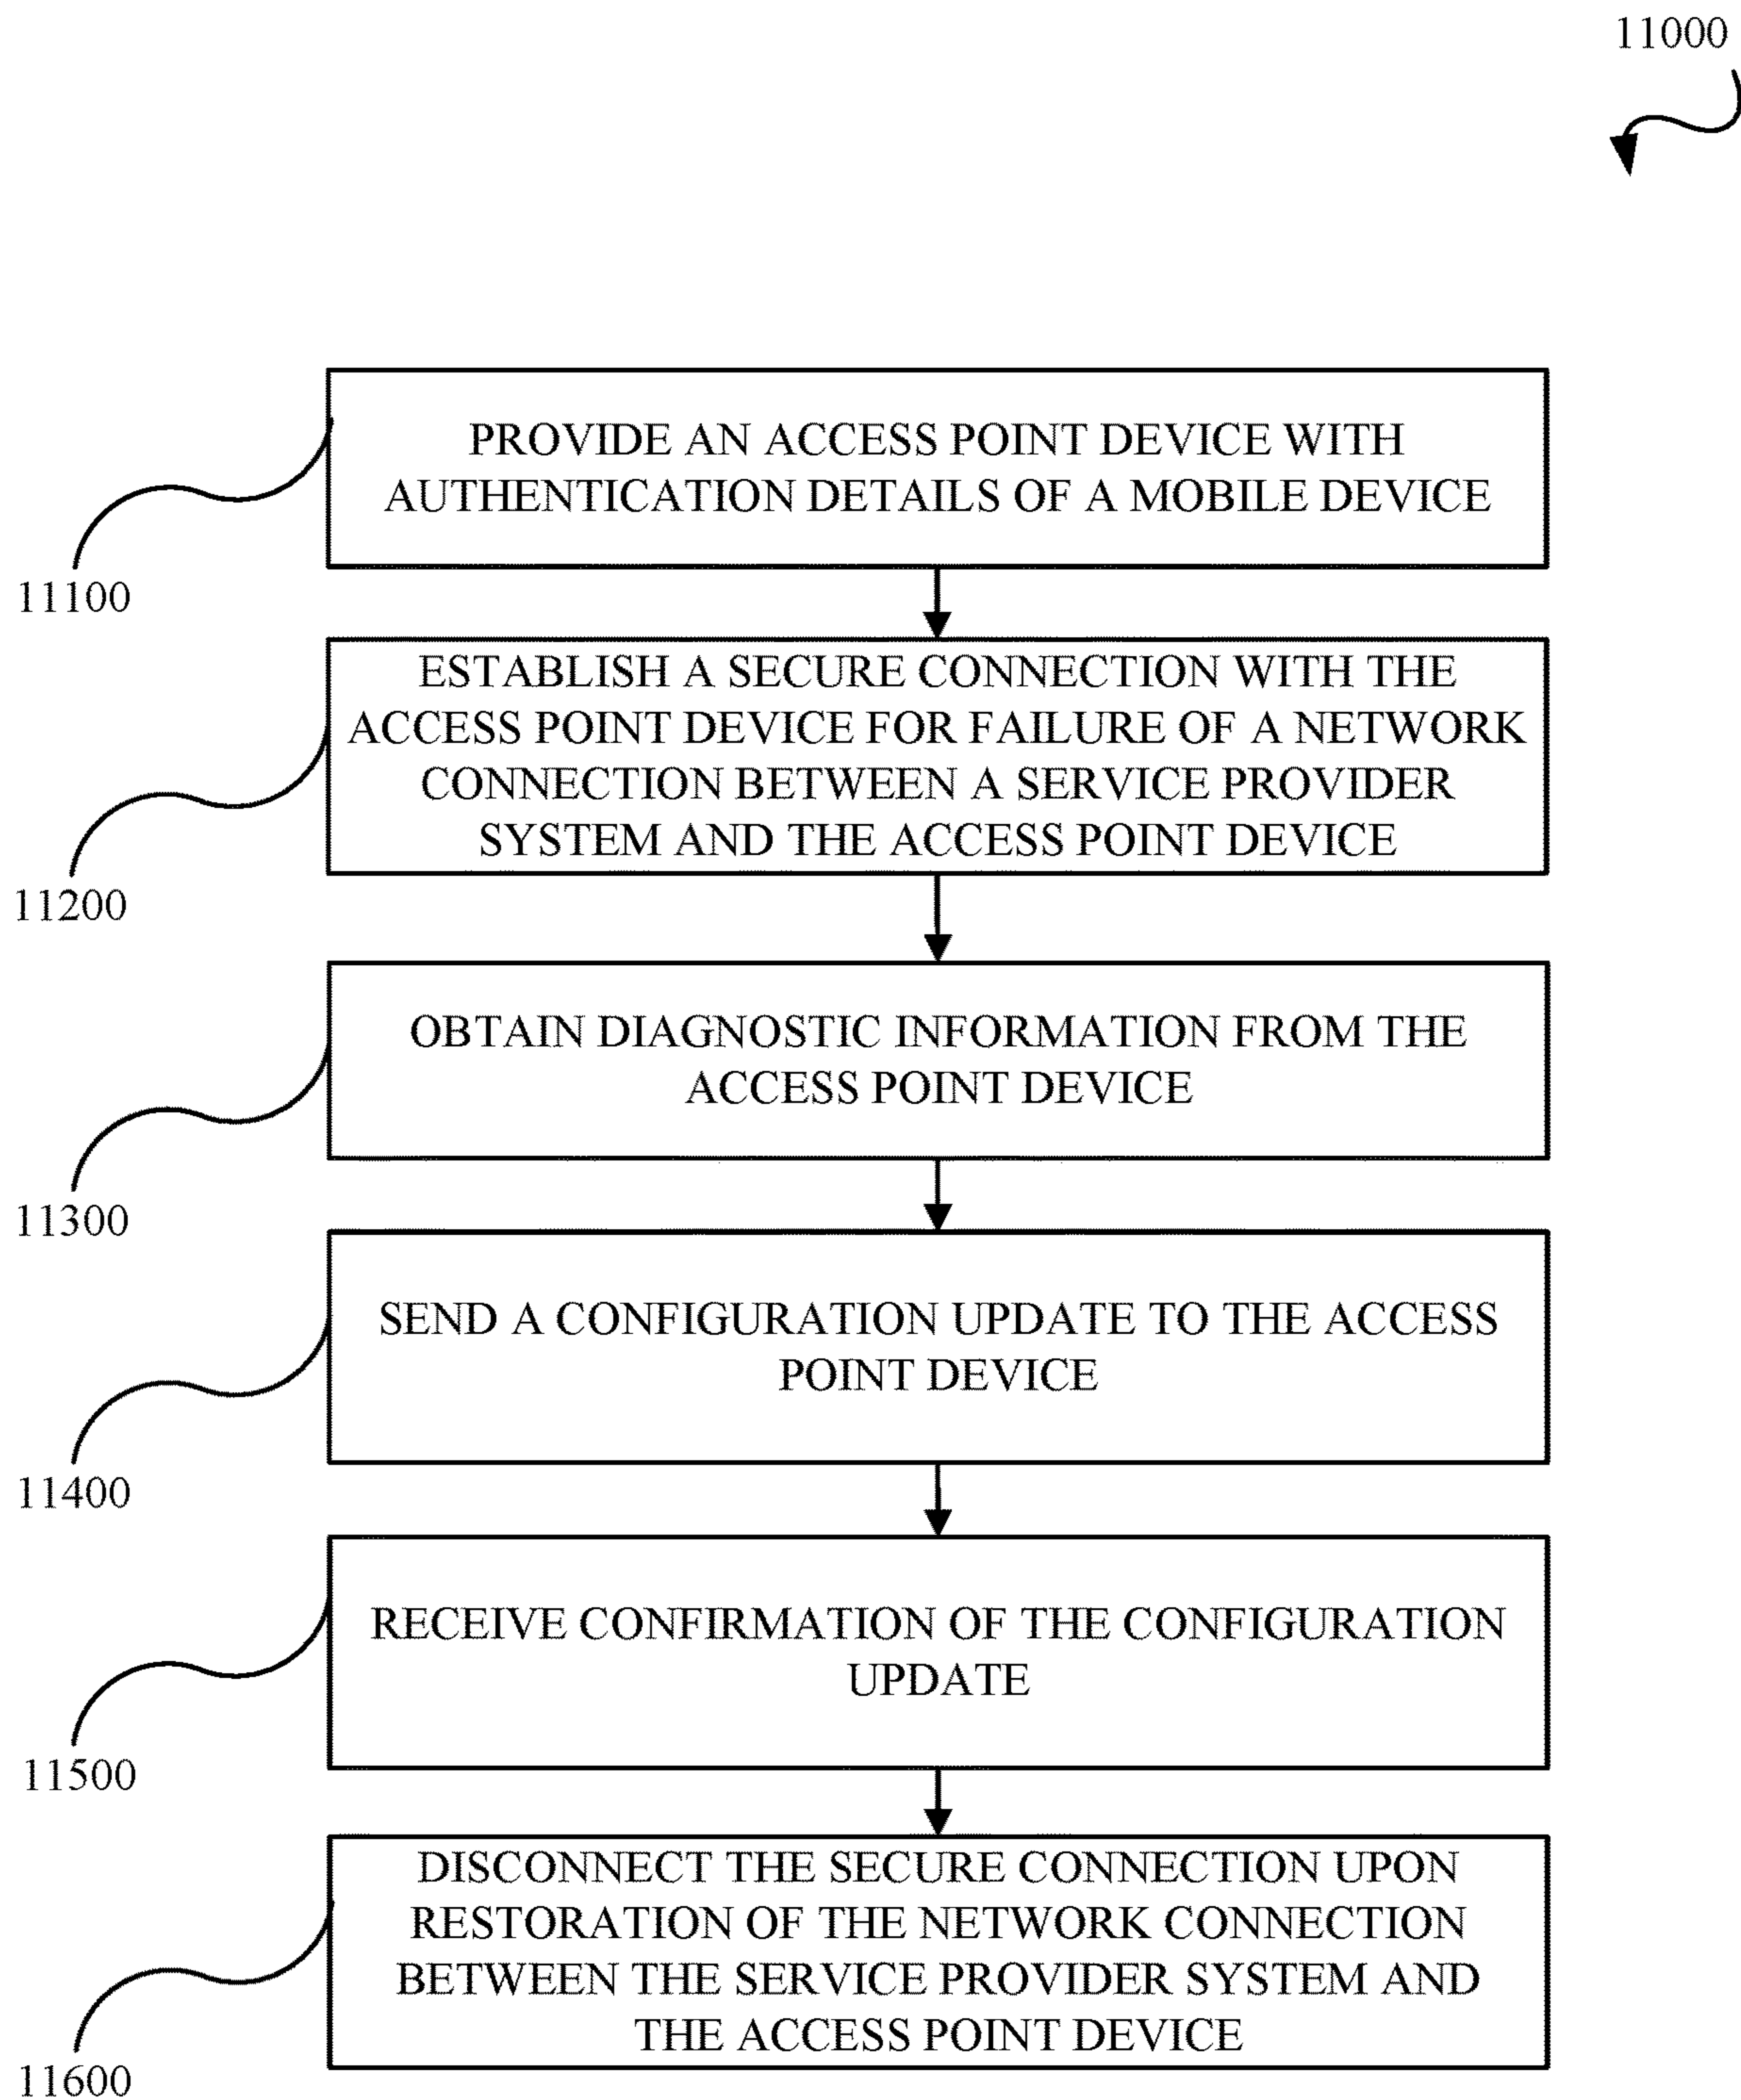 11000
PROVIDE AN ACCESS POINT DEVICE WITH
AUTHENTICATION DETAILS OF A MOBILE DEVICE
11100
ESTABLISH A SECURE CONNECTION WITH THE
ACCESS POINT DEVICE FOR FAILURE OF A NETWORK
CONNECTION BETWEEN A SERVICE PROVIDER
SYSTEM AND THE ACCESS POINT DEVICE
11200
OBTAIN DIAGNOSTIC INFORMATION FROM THE
ACCESS POINT DEVICE
11300
SEND A CONFIGURATION UPDATE TO THE ACCESS
POINT DEVICE
11400
RECEIVE CONFIRMATION OF THE CONFIGURATION
UPDATE
11500
DISCONNECT THE SECURE CONNECTION UPON
RESTORATION OF THE NETWORK CONNECTION
BETWEEN THE SERVICE PROVIDER SYSTEM AND
THE ACCESS POINT DEVICE
11600